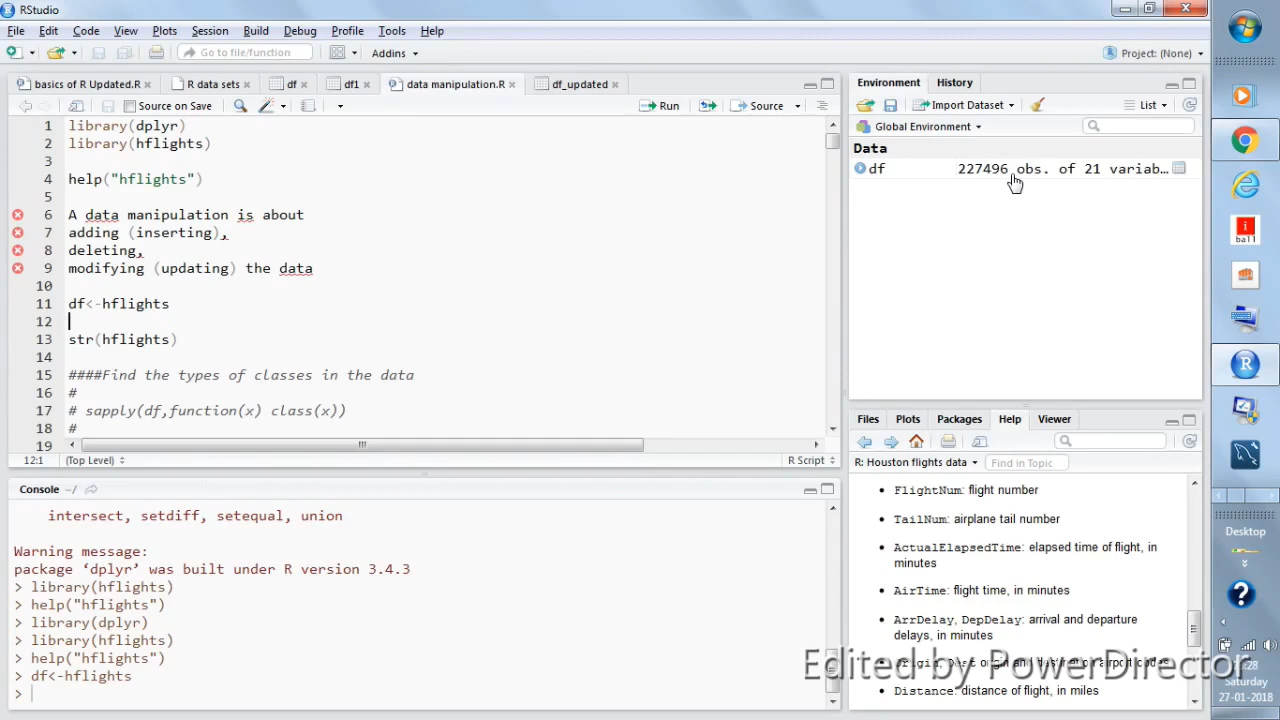 RStudio
File Edit Code View Plots Session Build Debug Profile Tools Help
Go to file/function
Addins
Project: (None)
basics of R Updated.R
R data sets
df
df1
data manipulation.R
df_updated
Source on Save
Run
Source
1 library(dplyr)
2 library(hflights)
3
4 help("hflights")
5
6 A data manipulation is about
7 adding (inserting),
8 deleting,
9 modifying (updating) the data
10
11 df<-hflights
12
13 str(hflights)
14
15 ####Find the types of classes in the data
16 #
17 # sapply(df,function(x) class(x))
18 #
19
12:1 (Top Level)
R Script
Console ~/
intersect, setdiff, setequal, union
Warning message:
package ‘dplyr’ was built under R version 3.4.3
> library(hflights)
> help("hflights")
> library(dplyr)
> library(hflights)
> help("hflights")
> df<-hflights
>
Environment History
Import Dataset
List
Global Environment
Data
df 227496 obs. of 21 variab…
Files Plots Packages Help Viewer
R: Houston flights data
Find in Topic
FlightNum: flight number
TailNum: airplane tail number
ActualElapsedTime: elapsed time of flight, in
minutes
AirTime: flight time, in minutes
ArrDelay, DepDelay: arrival and departure
delays, in minutes
Origin, Dest origin and destination airport codes
Distance: distance of flight, in miles
Edited by PowerDirector
i
ball
Desktop
Saturday
27-01-2018